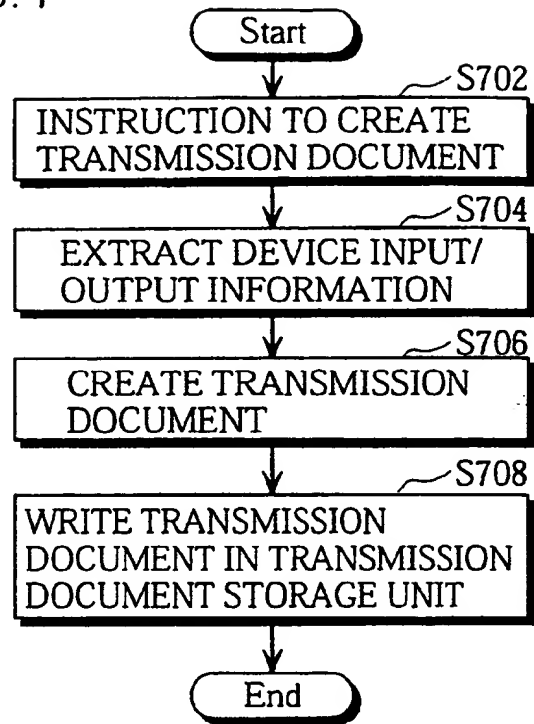 Start
S702
INSTRUCTION TO CREATE
TRANSMISSION DOCUMENT
S704
EXTRACT DEVICE INPUT/
OUTPUT INFORMATION
S706
CREATE TRANSMISSION
DOCUMENT
S708
WRITE TRANSMISSION
DOCUMENT IN TRANSMISSION
DOCUMENT STORAGE UNIT
End